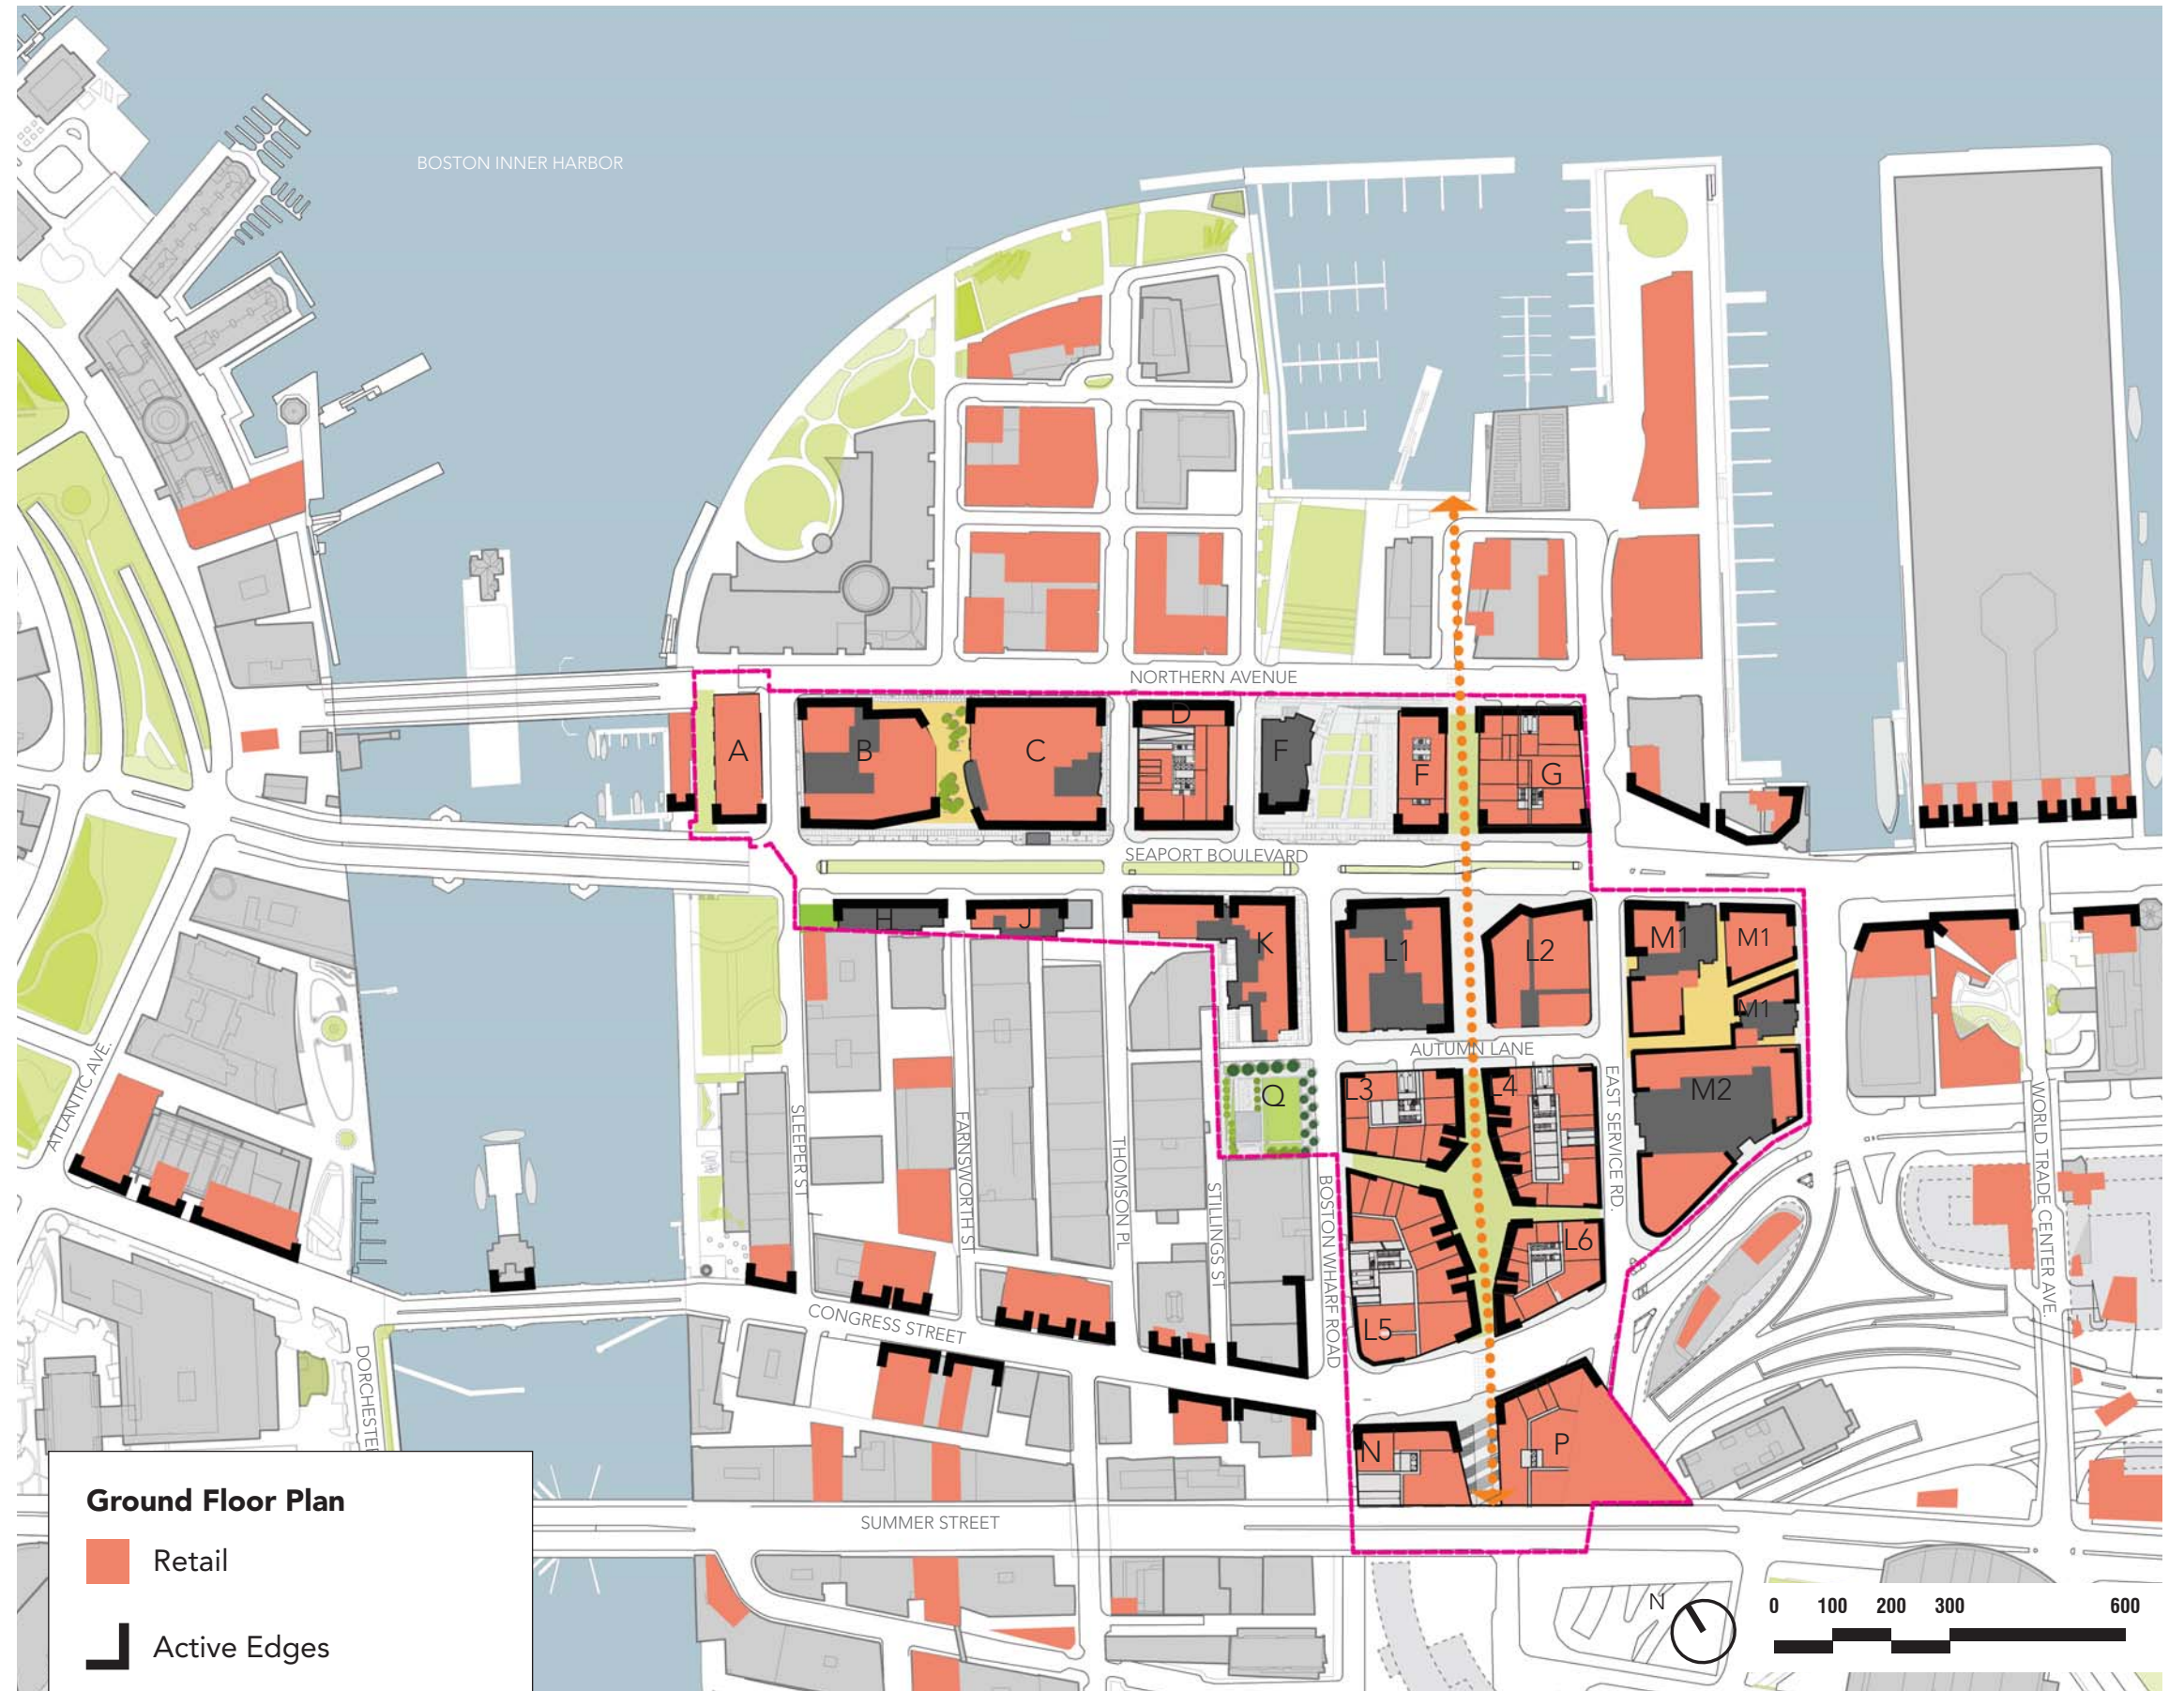 BOSTON INNER HARBOR
NORTHERN AVENUE
A
B
C
D
F
F
G
SEAPORT BOULEVARD
H
J
K
L1
L2
M1
M1
M1
AUTUMN LANE
ATLANTIC AVE.
SLEEPER ST
FARNSWORTH ST
THOMSON PL
STILLINGS ST
Q
L3
L4
EAST SERVICE RD.
M2
WORLD TRADE CENTER AVE.
BOSTON WHARF ROAD
L6
L5
CONGRESS STREET
DORCHESTER
N
P
SUMMER STREET
Ground Floor Plan
Retail
Active Edges
N
0 100 200 300 600